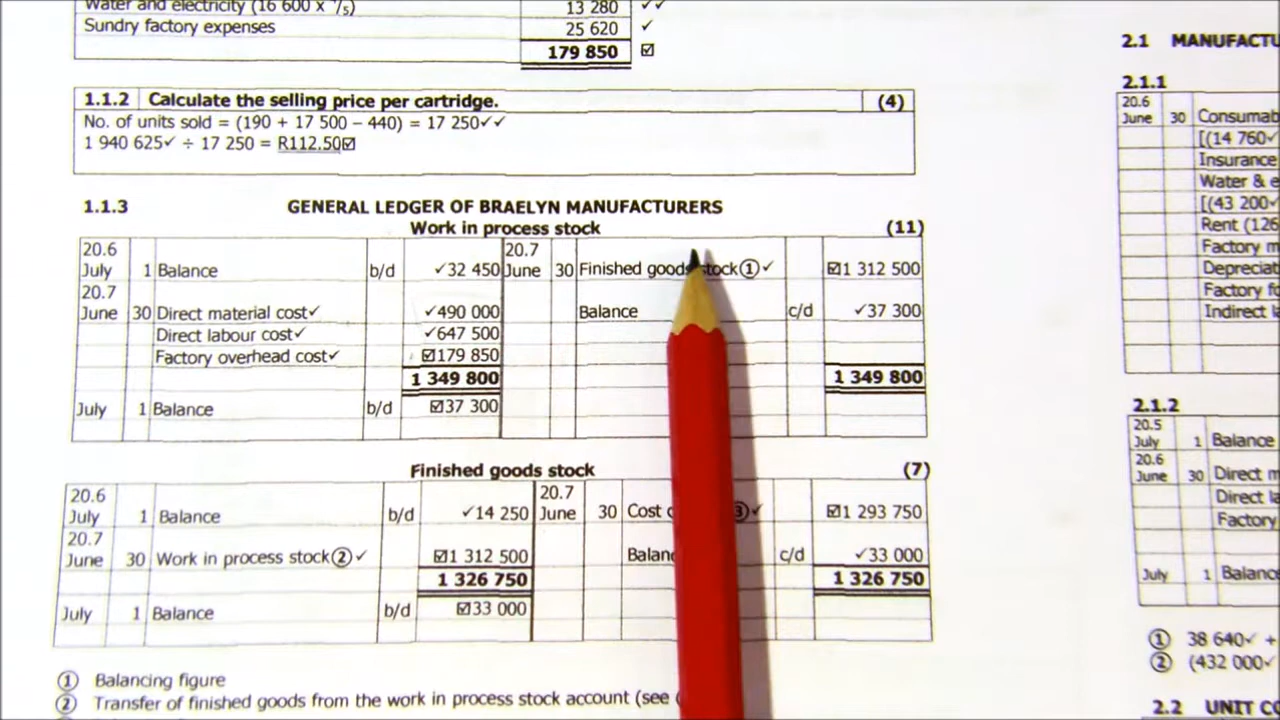 Water and electricity (16 600 x /5) 13 280 ✓✓
Sundry factory expenses 25 620 ✓
179 850 ☑
1.1.2 Calculate the selling price per cartridge. (4)
No. of units sold = (190 + 17 500 – 440) = 17 250✓✓
1 940 625✓ ÷ 17 250 = R112.50☑
1.1.3 GENERAL LEDGER OF BRAELYN MANUFACTURERS
Work in process stock (11)
20.6 20.7
July 1 Balance b/d ✓32 450 June 30 Finished goods stock①✓ ☑1 312 500
20.7
June 30 Direct material cost✓ ✓490 000 Balance c/d ✓37 300
Direct labour cost✓ ✓647 500
Factory overhead cost✓ ☑179 850
1 349 800 1 349 800
July 1 Balance b/d ☑37 300
Finished goods stock (7)
20.6 20.7
July 1 Balance b/d ✓14 250 June 30 Cost ③✓ ☑1 293 750
20.7
June 30 Work in process stock②✓ ☑1 312 500 c/d ✓33 000
1 326 750 1 326 750
July 1 Balance b/d ☑33 000
① Balancing figure
② Transfer of finished goods from the work in process stock account (see
2.1 MANUFACTU
2.1.1
20.6
June 30 Consumab
[(14 760✓
Insurance
Water & e
[(43 200✓
Rent (126
Factory m
Depreciat
Factory fo
Indirect l
2.1.2
20.5
July 1 Balance
20.6
June 30 Direct m
Direct la
Factory
July 1 Balanc
① 38 640✓ +
② (432 000✓
2.2 UNIT CO